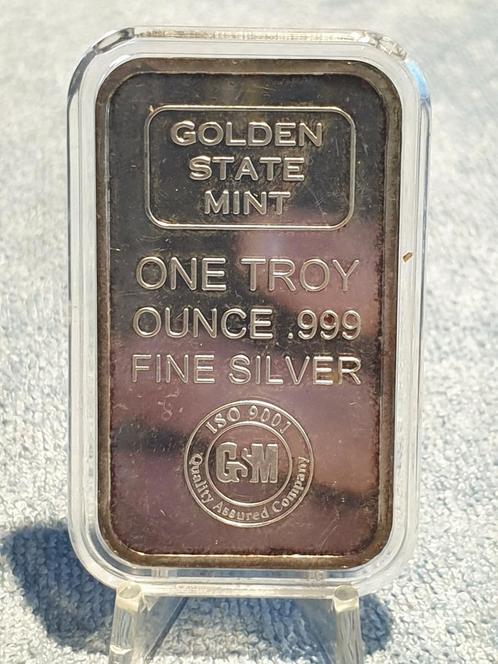 GOLDEN
STATE
MINT
ONE TROY
OUNCE .999
FINE SILVER
ISO 9001
GSM
Quality Assured Company